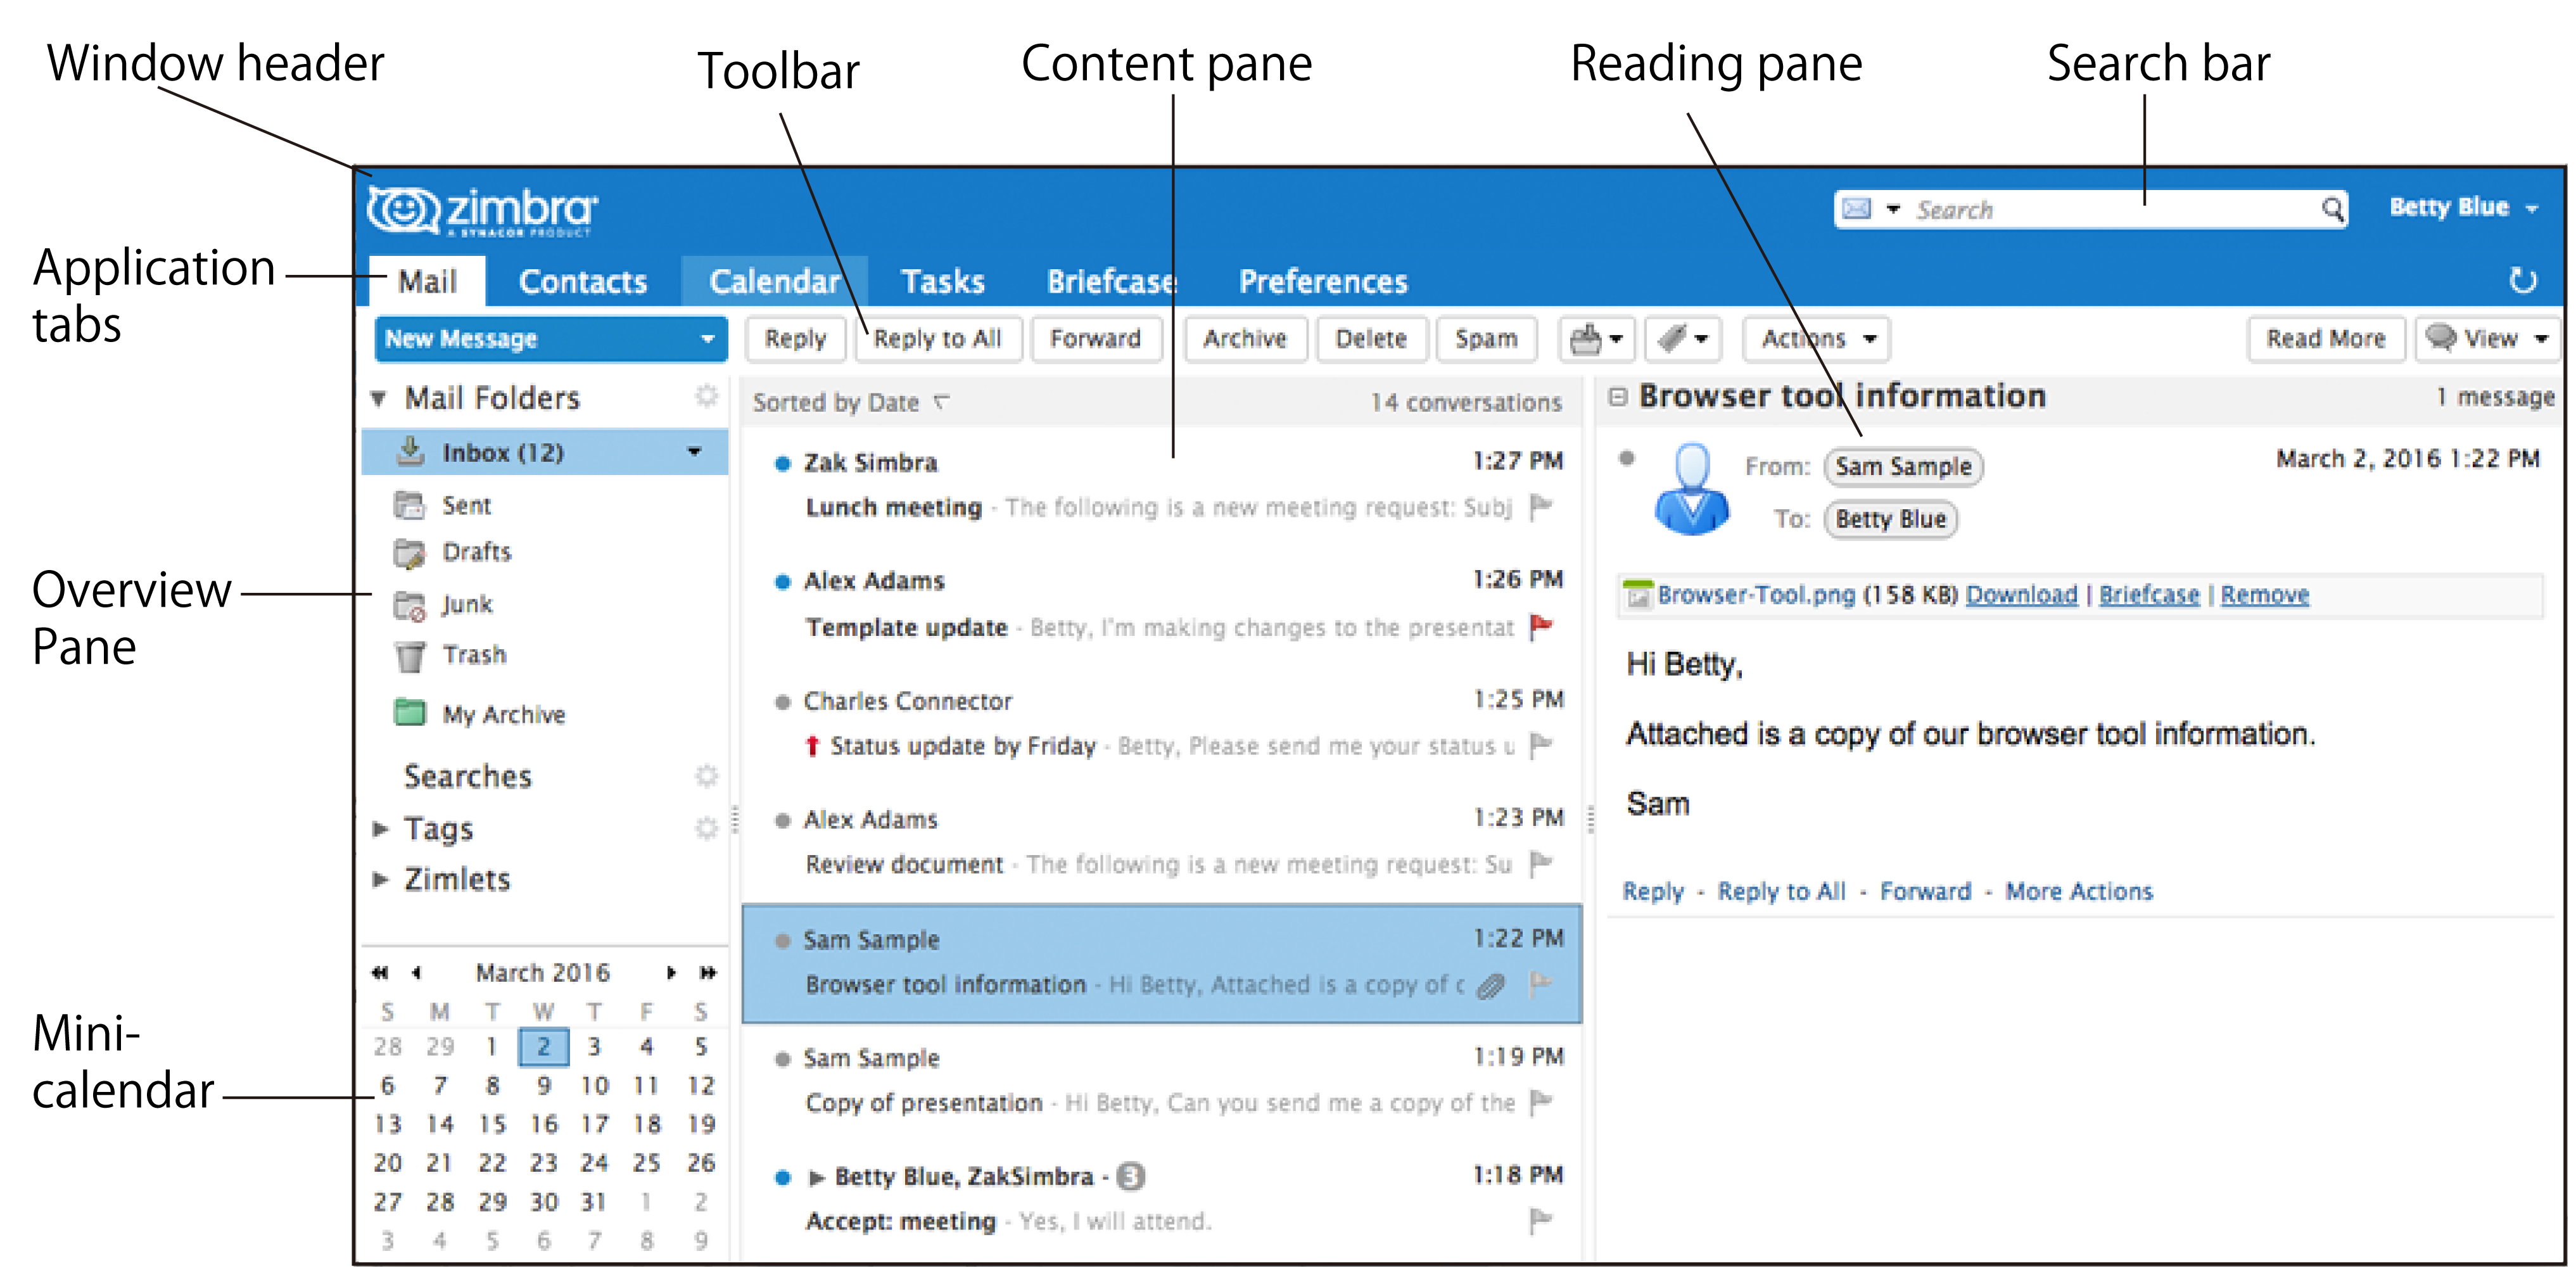 Window header
Toolbar
Content pane
Reading pane
Search bar
zimbra
A SYNACOR PRODUCT
Search
Betty Blue
Application
tabs
Mail
Contacts
Calendar
Tasks
Briefcase
Preferences
New Message
Reply
Reply to All
Forward
Archive
Delete
Spam
Actions
Read More
View
Overview
Pane
Mail Folders
Inbox (12)
Sent
Drafts
Junk
Trash
My Archive
Searches
Tags
Zimlets
Mini-
calendar
March 2016
S M T W T F S
28 29 1 2 3 4 5
6 7 8 9 10 11 12
13 14 15 16 17 18 19
20 21 22 23 24 25 26
27 28 29 30 31 1 2
3 4 5 6 7 8 9
Sorted by Date
14 conversations
Zak Simbra 1:27 PM
Lunch meeting - The following is a new meeting request: Subj
Alex Adams 1:26 PM
Template update - Betty, I'm making changes to the presentat
Charles Connector 1:25 PM
Status update by Friday - Betty, Please send me your status u
Alex Adams 1:23 PM
Review document - The following is a new meeting request: Su
Sam Sample 1:22 PM
Browser tool information - Hi Betty, Attached is a copy of c
Sam Sample 1:19 PM
Copy of presentation - Hi Betty, Can you send me a copy of the
Betty Blue, ZakSimbra - 3 1:18 PM
Accept: meeting - Yes, I will attend.
Browser tool information 1 message
From: Sam Sample March 2, 2016 1:22 PM
To: Betty Blue
Browser-Tool.png (158 KB) Download | Briefcase | Remove
Hi Betty,
Attached is a copy of our browser tool information.
Sam
Reply - Reply to All - Forward - More Actions